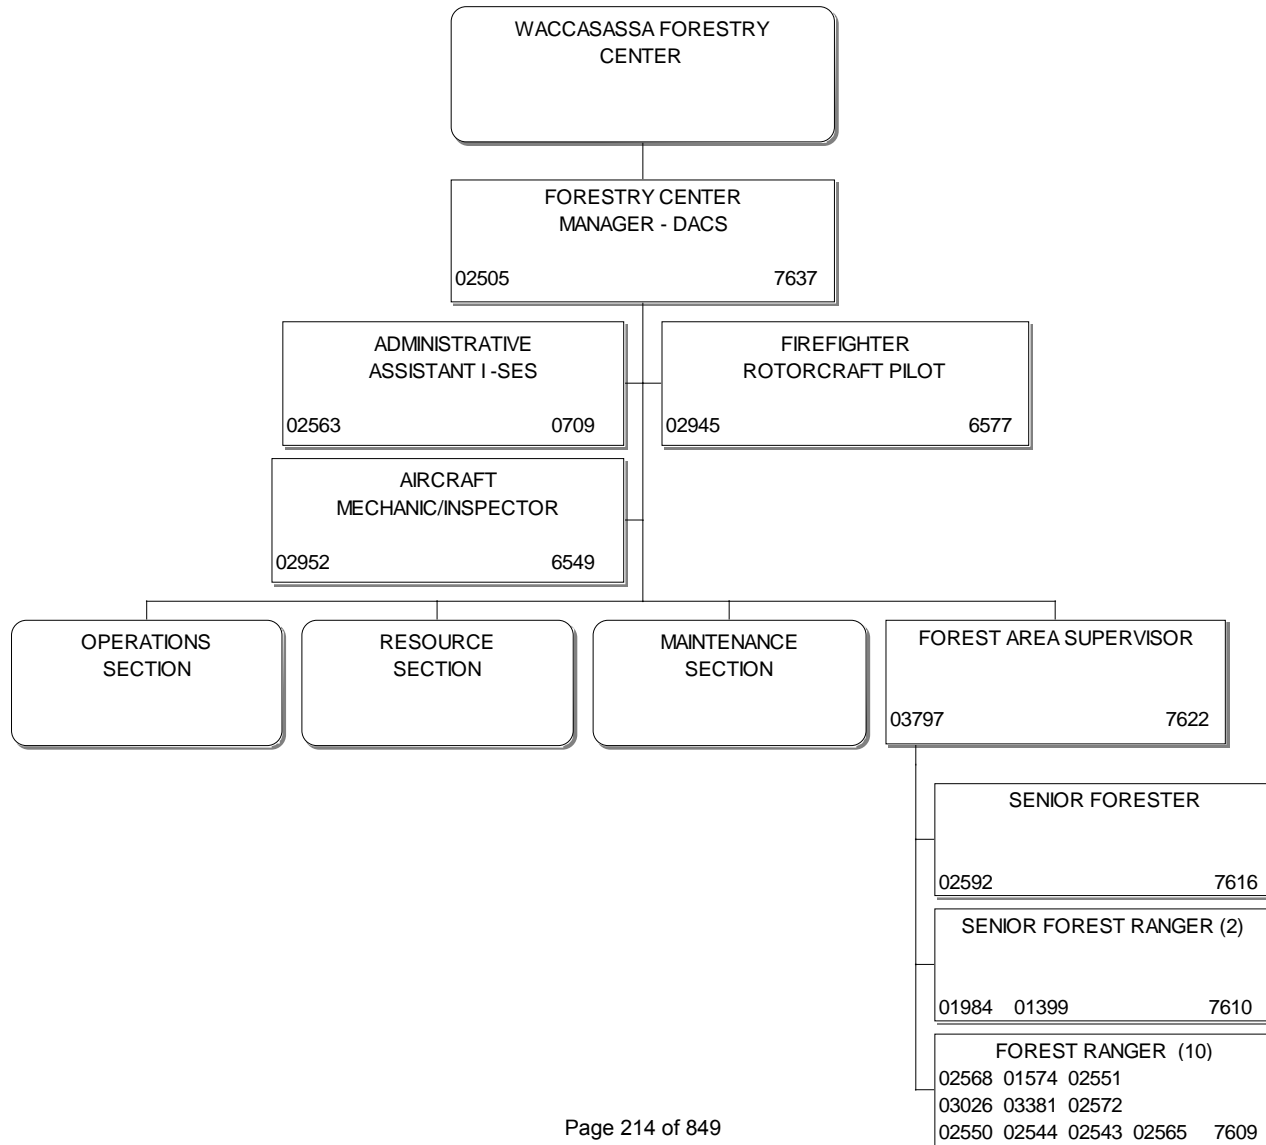 WACCASASSA FORESTRY
CENTER
FORESTRY CENTER
MANAGER - DACS
02505 7637
ADMINISTRATIVE
ASSISTANT I -SES
02563 0709
FIREFIGHTER
ROTORCRAFT PILOT
02945 6577
AIRCRAFT
MECHANIC/INSPECTOR
02952 6549
OPERATIONS
SECTION
RESOURCE
SECTION
MAINTENANCE
SECTION
FOREST AREA SUPERVISOR
03797 7622
SENIOR FORESTER
02592 7616
SENIOR FOREST RANGER (2)
01984 01399 7610
FOREST RANGER (10)
02568 01574 02551
03026 03381 02572
02550 02544 02543 02565 7609
Page 214 of 849